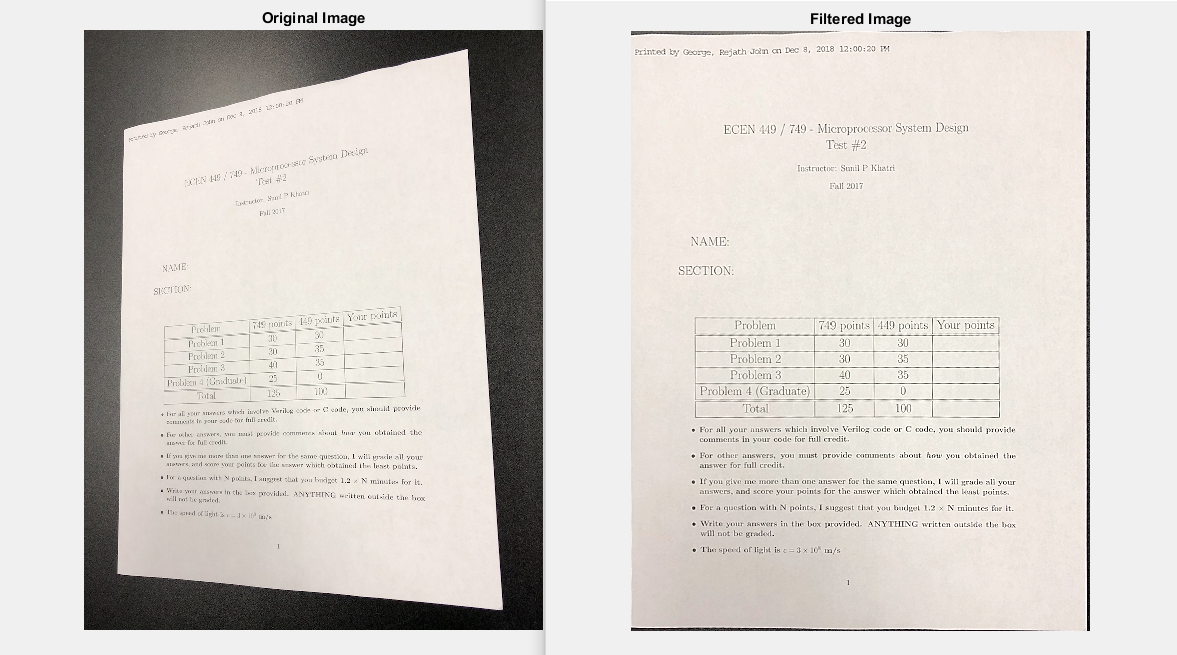 Original Image
Printed by George, Rejath John on Dec 8, 2018 12:00:20 PM
ECEN 449 / 749 - Microprocessor System Design
Test #2
Instructor: Sunil P Khatri
Fall 2017
NAME:
SECTION:
Problem 749 points 449 points Your points
Problem 1 30 30
Problem 2 30 35
Problem 3 40 35
Problem 4 (Graduate) 25 0
Total 125 100
• For all your answers which involve Verilog code or C code, you should provide
comments in your code for full credit.
• For other answers, you must provide comments about how you obtained the
answer for full credit.
• If you give me more than one answer for the same question, I will grade all your
answers, and score your points for the answer which obtained the least points.
• For a question with N points, I suggest that you budget 1.2 × N minutes for it.
• Write your answers in the box provided. ANYTHING written outside the box
will not be graded.
• The speed of light is c = 3 × 10⁸ m/s
1
Filtered Image
Printed by George, Rejath John on Dec 8, 2018 12:00:20 PM
ECEN 449 / 749 - Microprocessor System Design
Test #2
Instructor: Sunil P Khatri
Fall 2017
NAME:
SECTION:
Problem 749 points 449 points Your points
Problem 1 30 30
Problem 2 30 35
Problem 3 40 35
Problem 4 (Graduate) 25 0
Total 125 100
• For all your answers which involve Verilog code or C code, you should provide
comments in your code for full credit.
• For other answers, you must provide comments about how you obtained the
answer for full credit.
• If you give me more than one answer for the same question, I will grade all your
answers, and score your points for the answer which obtained the least points.
• For a question with N points, I suggest that you budget 1.2 × N minutes for it.
• Write your answers in the box provided. ANYTHING written outside the box
will not be graded.
• The speed of light is c = 3 × 10⁸ m/s
1